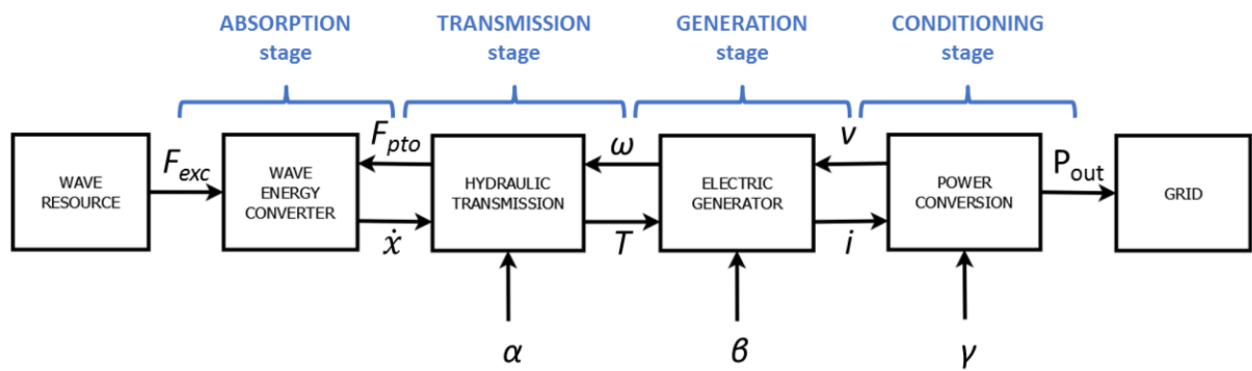 ABSORPTION
stage
TRANSMISSION
stage
GENERATION
stage
CONDITIONING
stage
WAVE
RESOURCE
F_exc
WAVE
ENERGY
CONVERTER
F_pto
ẋ
HYDRAULIC
TRANSMISSION
ω
T
ELECTRIC
GENERATOR
v
i
POWER
CONVERSION
P_out
GRID
α
β
γ